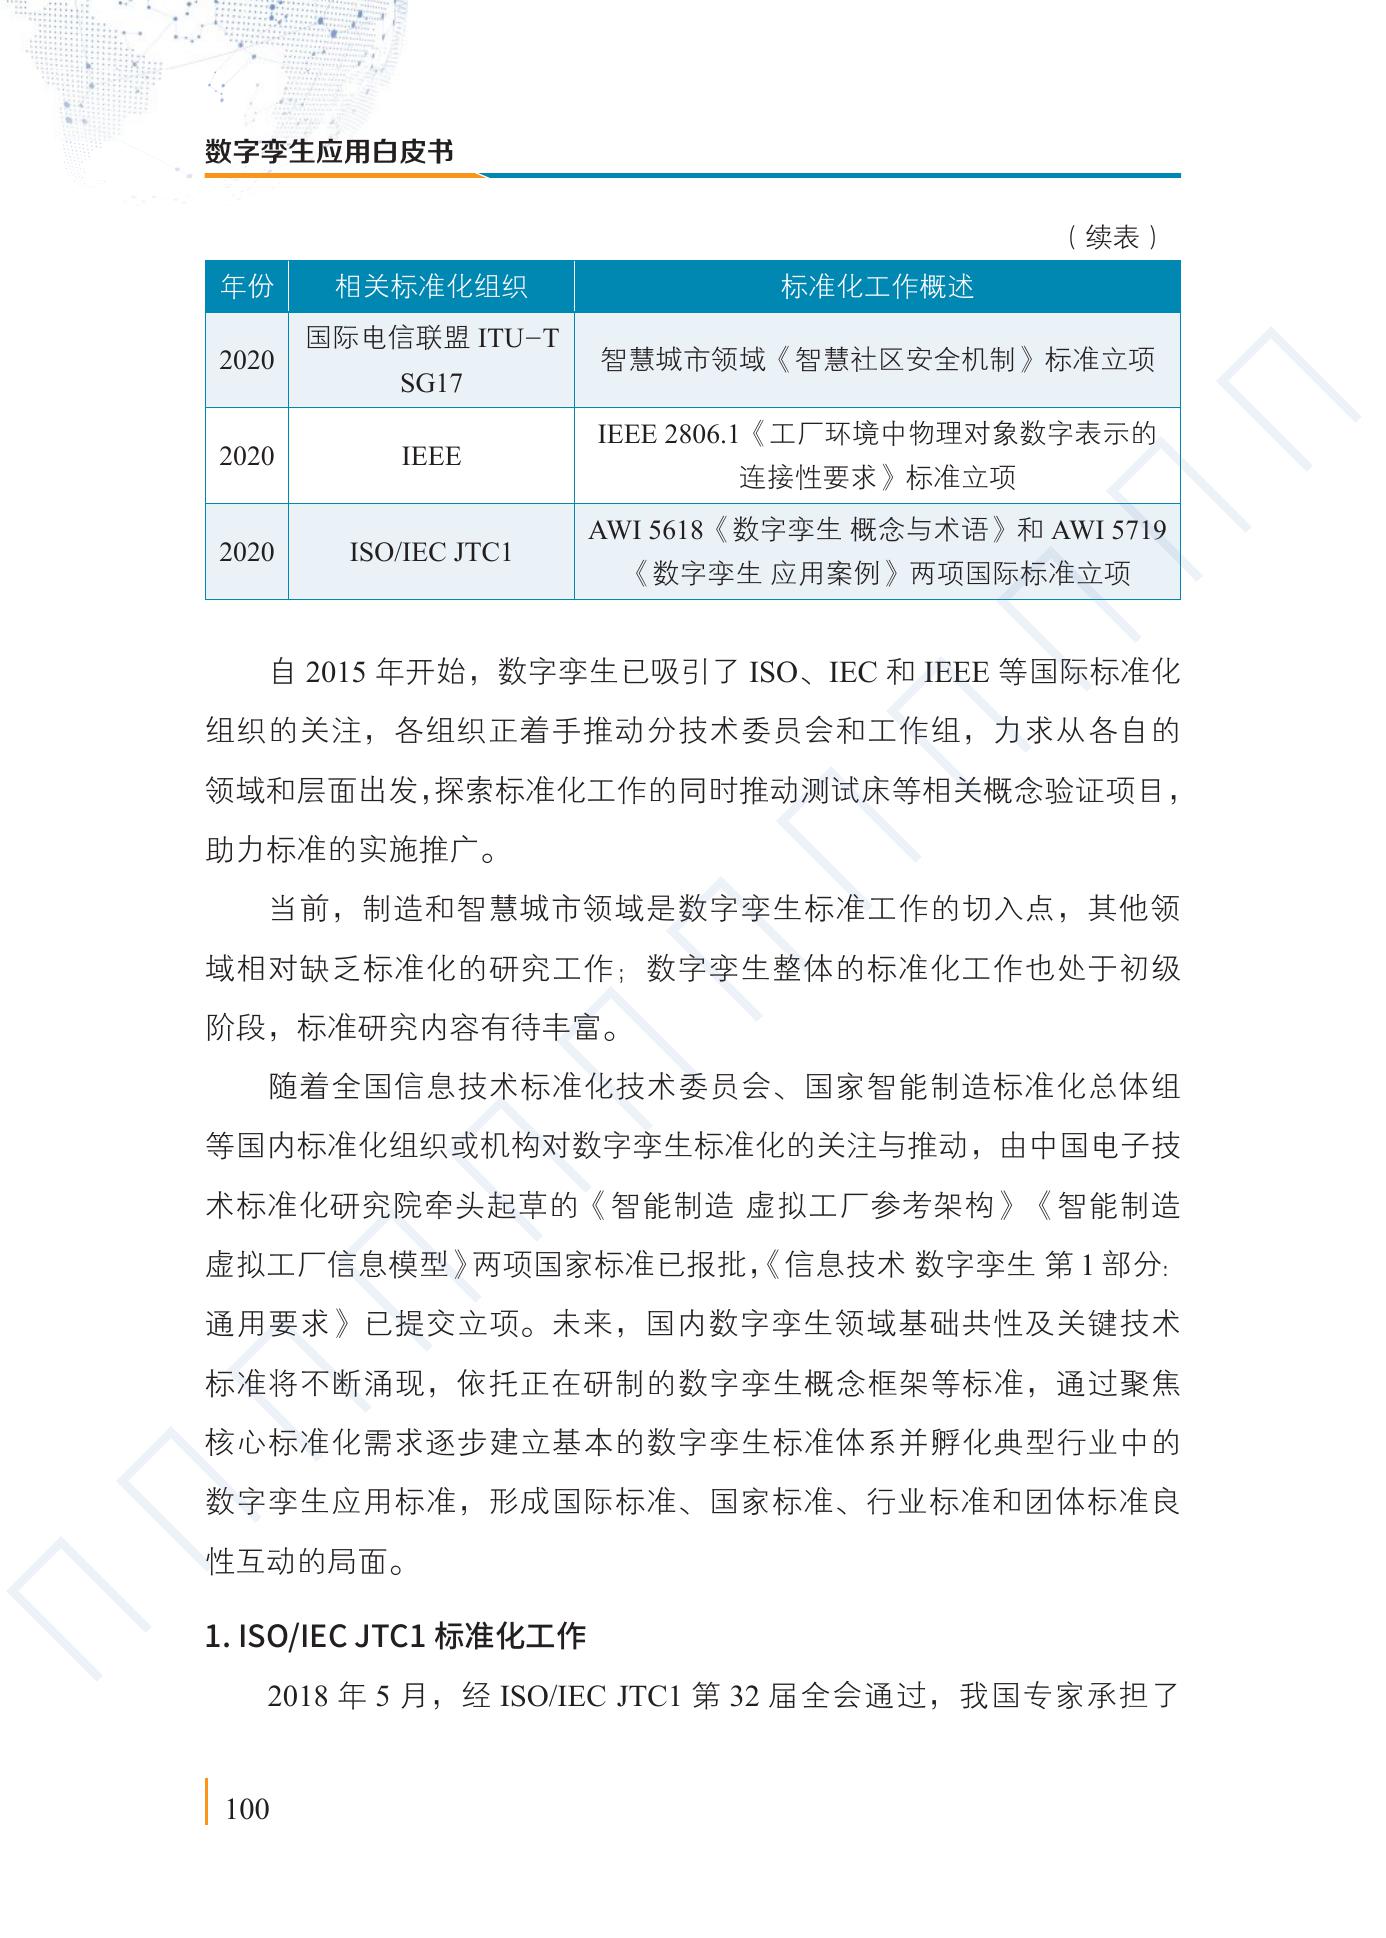 数字孪生应用白皮书
（续表）
年份 相关标准化组织 标准化工作概述
2020 国际电信联盟 ITU-T SG17 智慧城市领域《智慧社区安全机制》标准立项
2020 IEEE IEEE 2806.1《工厂环境中物理对象数字表示的
连接性要求》标准立项
2020 ISO/IEC JTC1 AWI 5618《数字孪生 概念与术语》和 AWI 5719
《数字孪生 应用案例》两项国际标准立项
自 2015 年开始，数字孪生已吸引了 ISO、IEC 和 IEEE 等国际标准化
组织的关注，各组织正着手推动分技术委员会和工作组，力求从各自的
领域和层面出发，探索标准化工作的同时推动测试床等相关概念验证项目，
助力标准的实施推广。
当前，制造和智慧城市领域是数字孪生标准工作的切入点，其他领
域相对缺乏标准化的研究工作；数字孪生整体的标准化工作也处于初级
阶段，标准研究内容有待丰富。
随着全国信息技术标准化技术委员会、国家智能制造标准化总体组
等国内标准化组织或机构对数字孪生标准化的关注与推动，由中国电子技
术标准化研究院牵头起草的《智能制造 虚拟工厂参考架构》《智能制造
虚拟工厂信息模型》两项国家标准已报批，《信息技术 数字孪生 第 1 部分：
通用要求》已提交立项。未来，国内数字孪生领域基础共性及关键技术
标准将不断涌现，依托正在研制的数字孪生概念框架等标准，通过聚焦
核心标准化需求逐步建立基本的数字孪生标准体系并孵化典型行业中的
数字孪生应用标准，形成国际标准、国家标准、行业标准和团体标准良
性互动的局面。
1. ISO/IEC JTC1 标准化工作
2018 年 5 月，经 ISO/IEC JTC1 第 32 届全会通过，我国专家承担了
100